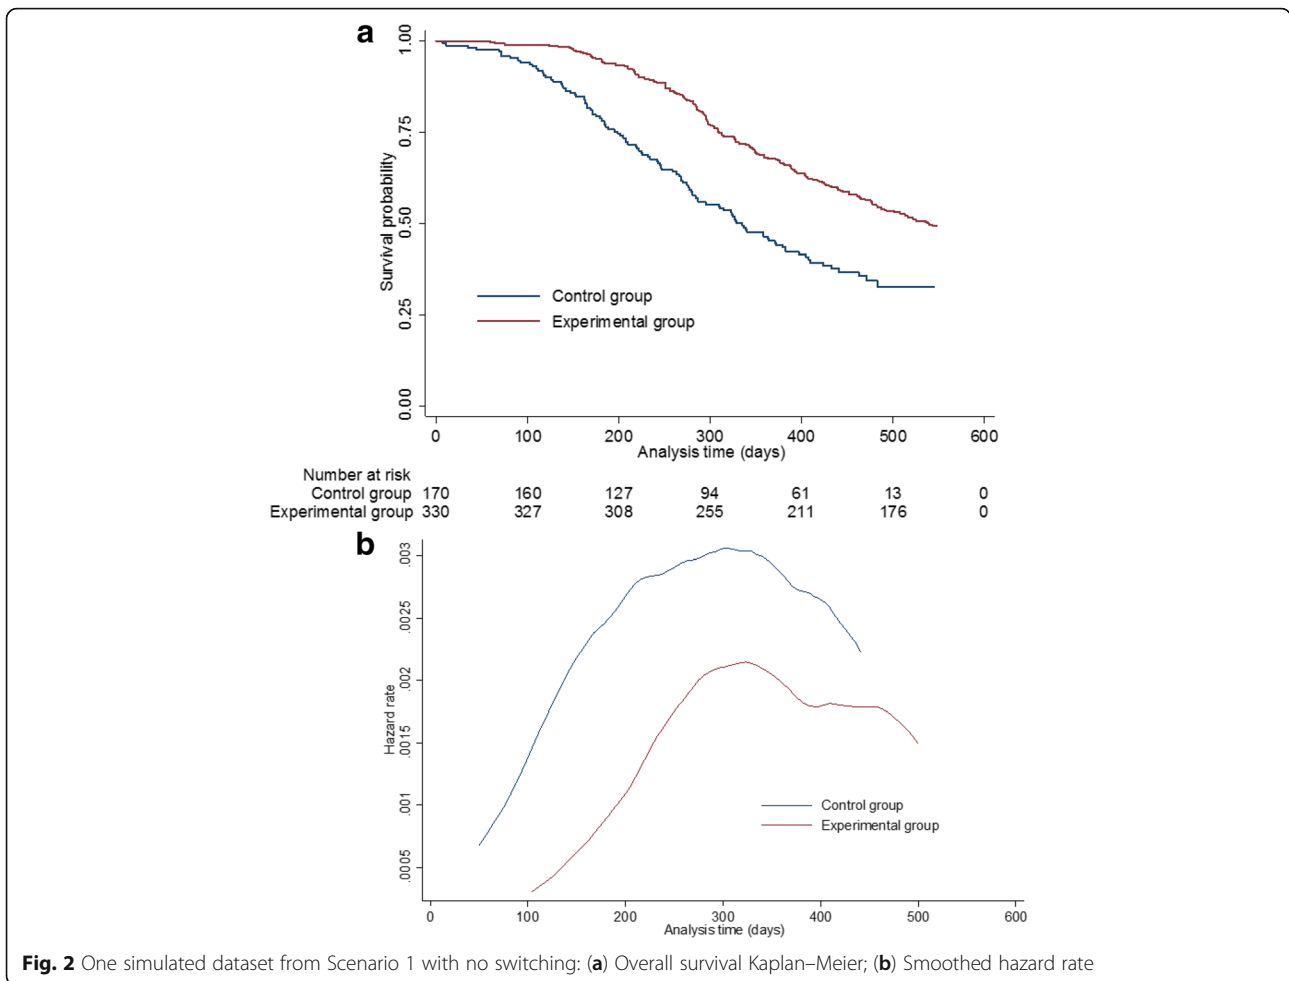 a
1.00
0.75
0.50
0.25
0.00
Survival probability
Control group
Experimental group
0 100 200 300 400 500 600
Analysis time (days)
Number at risk
Control group 170 160 127 94 61 13 0
Experimental group 330 327 308 255 211 176 0
b
.003
.0025
.002
.0015
.001
.0005
Hazard rate
Control group
Experimental group
0 100 200 300 400 500 600
Analysis time (days)
Fig. 2 One simulated dataset from Scenario 1 with no switching: (a) Overall survival Kaplan–Meier; (b) Smoothed hazard rate